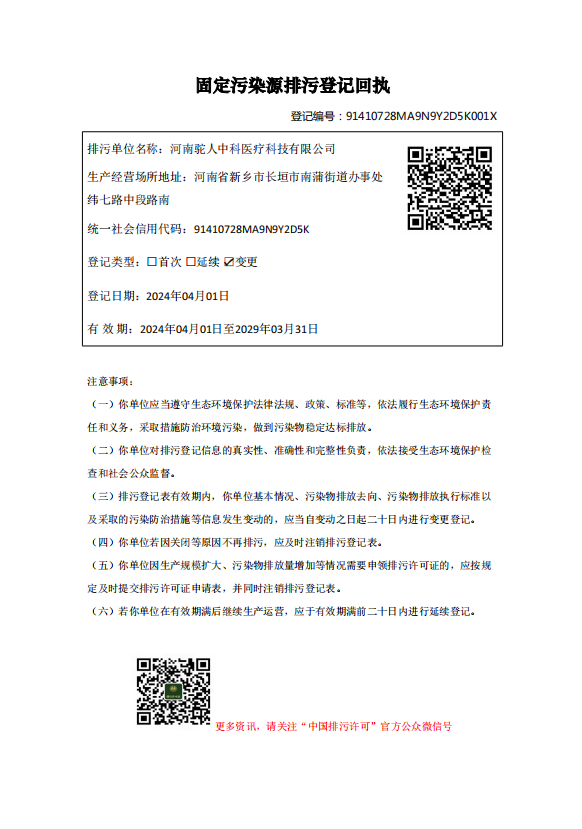 固定污染源排污登记回执
登记编号：91410728MA9N9Y2D5K001X
排污单位名称：河南驼人中科医疗科技有限公司
生产经营场所地址：河南省新乡市长垣市南蒲街道办事处
纬七路中段路南
统一社会信用代码：91410728MA9N9Y2D5K
登记类型：☐首次 ☐延续 ☑变更
登记日期：2024年04月01日
有 效 期：2024年04月01日至2029年03月31日
注意事项：
（一）你单位应当遵守生态环境保护法律法规、政策、标准等，依法履行生态环境保护责
任和义务，采取措施防治环境污染，做到污染物稳定达标排放。
（二）你单位对排污登记信息的真实性、准确性和完整性负责，依法接受生态环境保护检
查和社会公众监督。
（三）排污登记表有效期内，你单位基本情况、污染物排放去向、污染物排放执行标准以
及采取的污染防治措施等信息发生变动的，应当自变动之日起二十日内进行变更登记。
（四）你单位若因关闭等原因不再排污，应及时注销排污登记表。
（五）你单位因生产规模扩大、污染物排放量增加等情况需要申领排污许可证的，应按规
定及时提交排污许可证申请表，并同时注销排污登记表。
（六）若你单位在有效期满后继续生产运营，应于有效期满前二十日内进行延续登记。
更多资讯，请关注“中国排污许可”官方公众微信号